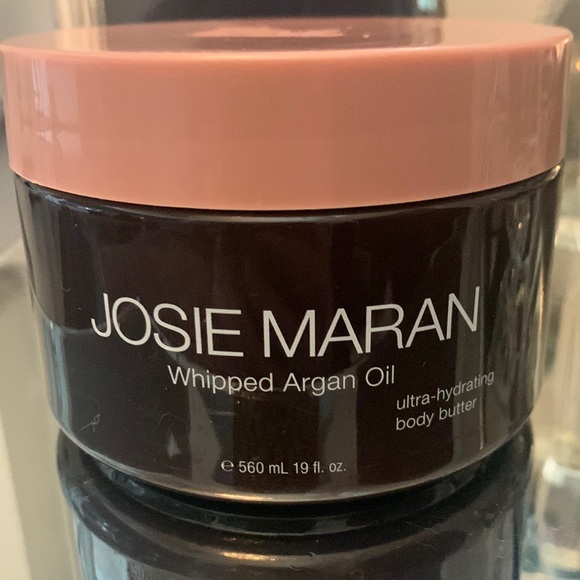 JOSIE MARAN
Whipped Argan Oil
ultra-hydrating
body butter
℮ 560 mL 19 fl. oz.